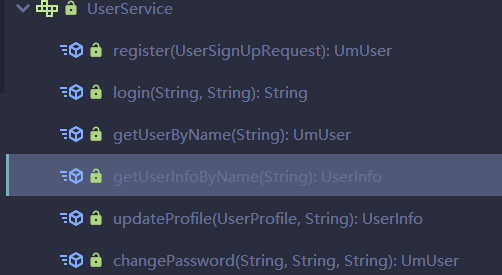 UserService
register(UserSignUpRequest): UmUser
login(String, String): String
getUserByName(String): UmUser
getUserInfoByName(String): UserInfo
updateProfile(UserProfile, String): UserInfo
changePassword(String, String, String): UmUser